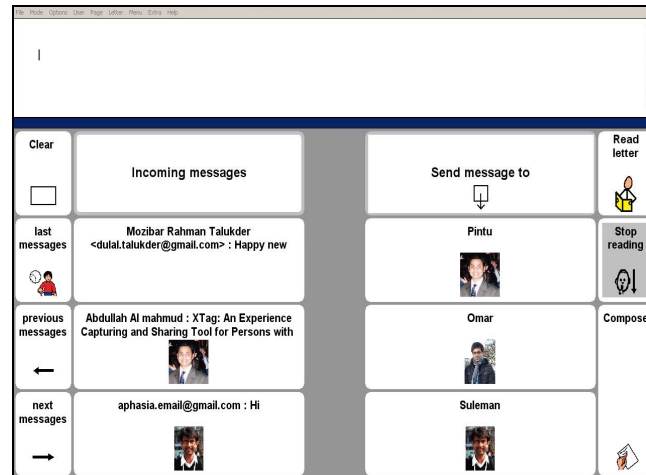 File Mode Options User Page Letter Menu Extra Help
Clear
Incoming messages
Send message to
Read
letter
last
messages
Mozibar Rahman Talukder
<dulal.talukder@gmail.com> : Happy new
Pintu
Stop
reading
previous
messages
Abdullah Al mahmud : XTag: An Experience
Capturing and Sharing Tool for Persons with
Omar
Compose
next
messages
aphasia.email@gmail.com : Hi
Suleman